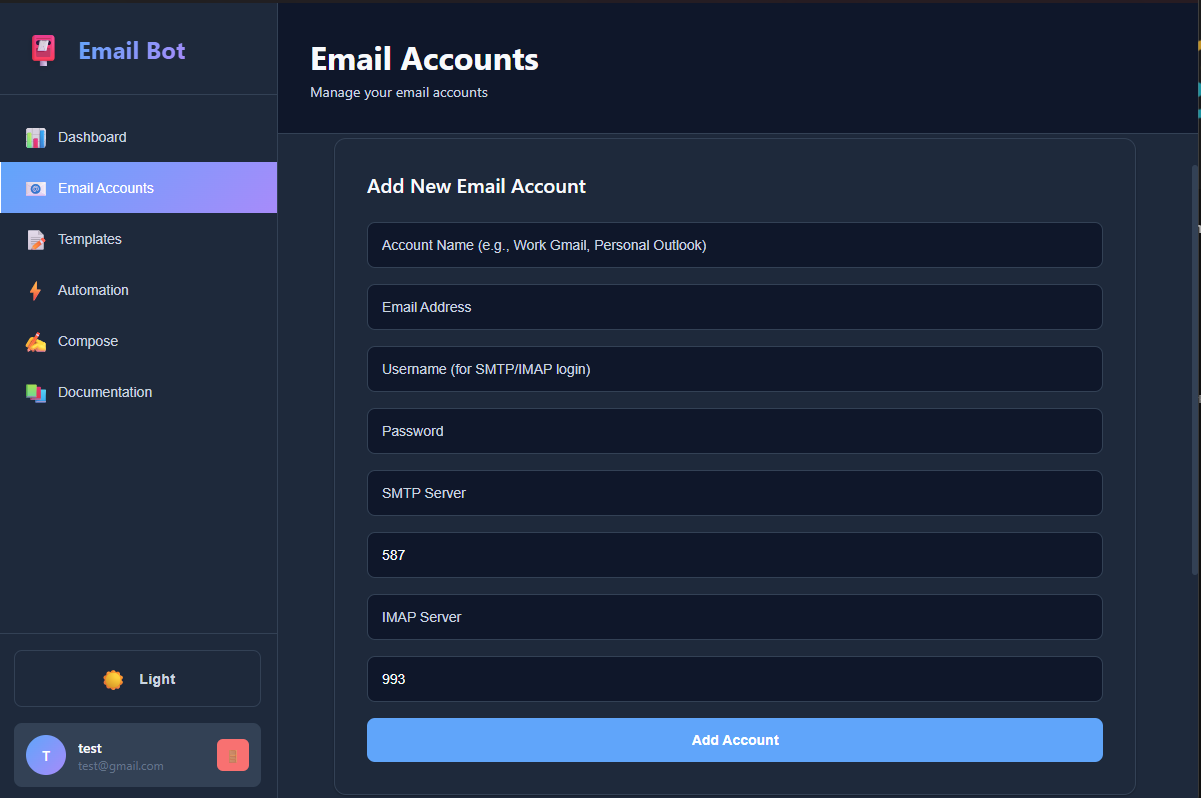 Email Bot
Dashboard
Email Accounts
Templates
Automation
Compose
Documentation
Light
T
test
test@gmail.com
Email Accounts
Manage your email accounts
Add New Email Account
Account Name (e.g., Work Gmail, Personal Outlook)
Email Address
Username (for SMTP/IMAP login)
Password
SMTP Server
587
IMAP Server
993
Add Account